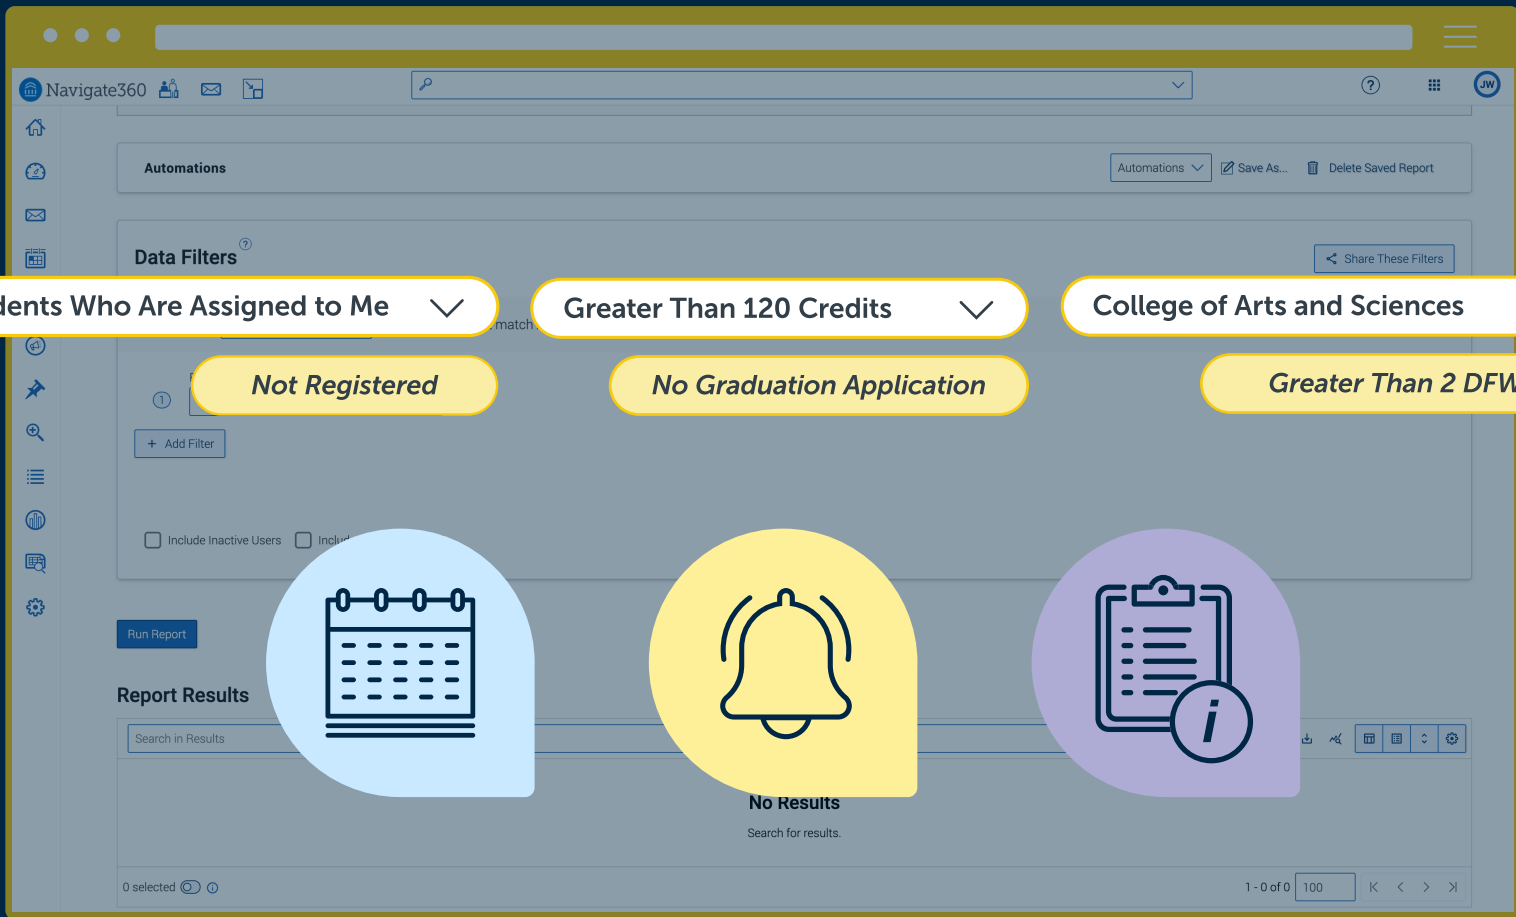 Navigate360
JW
Automations
Automations
Save As...
Delete Saved Report
Data Filters
?
Share These Filters
dents Who Are Assigned to Me
Greater Than 120 Credits
College of Arts and Sciences
match
Not Registered
No Graduation Application
Greater Than 2 DFW
1
+ Add Filter
Include Inactive Users
Run Report
Report Results
Search in Results
No Results
Search for results.
0 selected
1 - 0 of 0
100